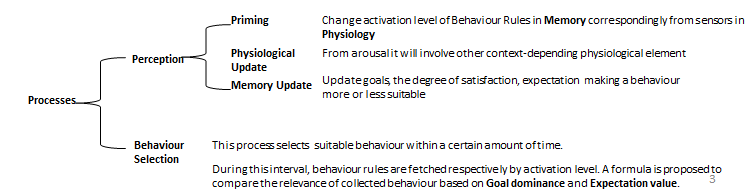 Priming
Change activation level of Behaviour Rules in Memory correspondingly from sensors in
Physiology
Perception
Physiological
Update
From arousal it will involve other context-depending physiological element
Memory Update
Update goals, the degree of satisfaction, expectation making a behaviour
more or less suitable
Processes
Behaviour
Selection
This process selects suitable behaviour within a certain amount of time.
During this interval, behaviour rules are fetched respectively by activation level. A formula is proposed to
compare the relevance of collected behaviour based on Goal dominance and Expectation value.
3